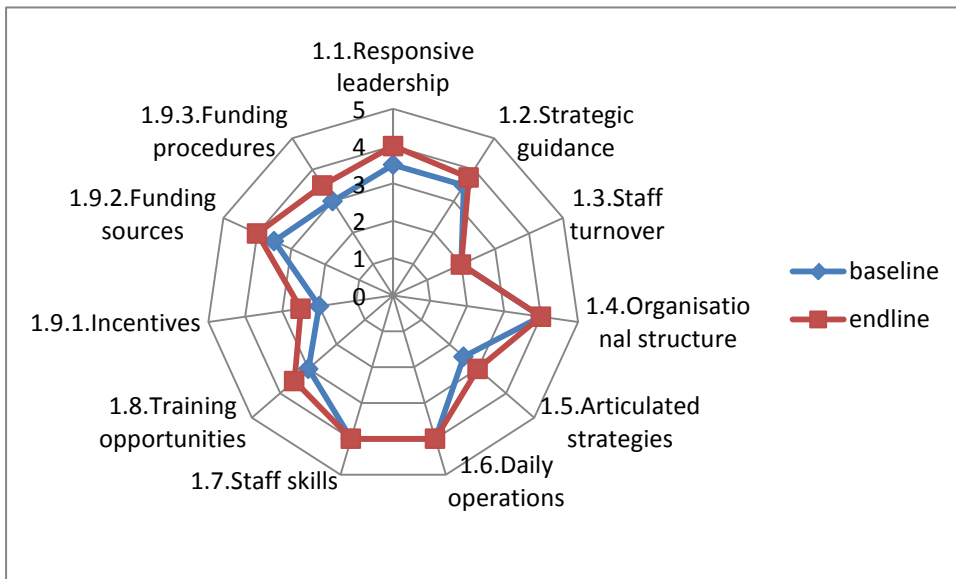 1.1.Responsive
leadership
1.2.Strategic
guidance
1.3.Staff
turnover
1.4.Organisatio
nal structure
1.5.Articulated
strategies
1.6.Daily
operations
1.7.Staff skills
1.8.Training
opportunities
1.9.1.Incentives
1.9.2.Funding
sources
1.9.3.Funding
procedures
5
4
3
2
1
0
baseline
endline